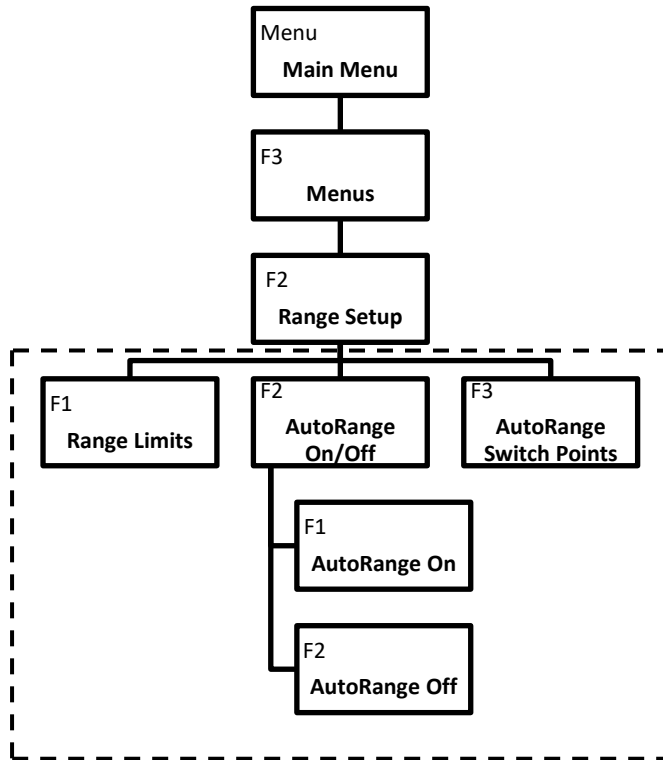 Menu
Main Menu
F3
Menus
F2
Range Setup
F1
Range Limits
F2
AutoRange
On/Off
F3
AutoRange
Switch Points
F1
AutoRange On
F2
AutoRange Off